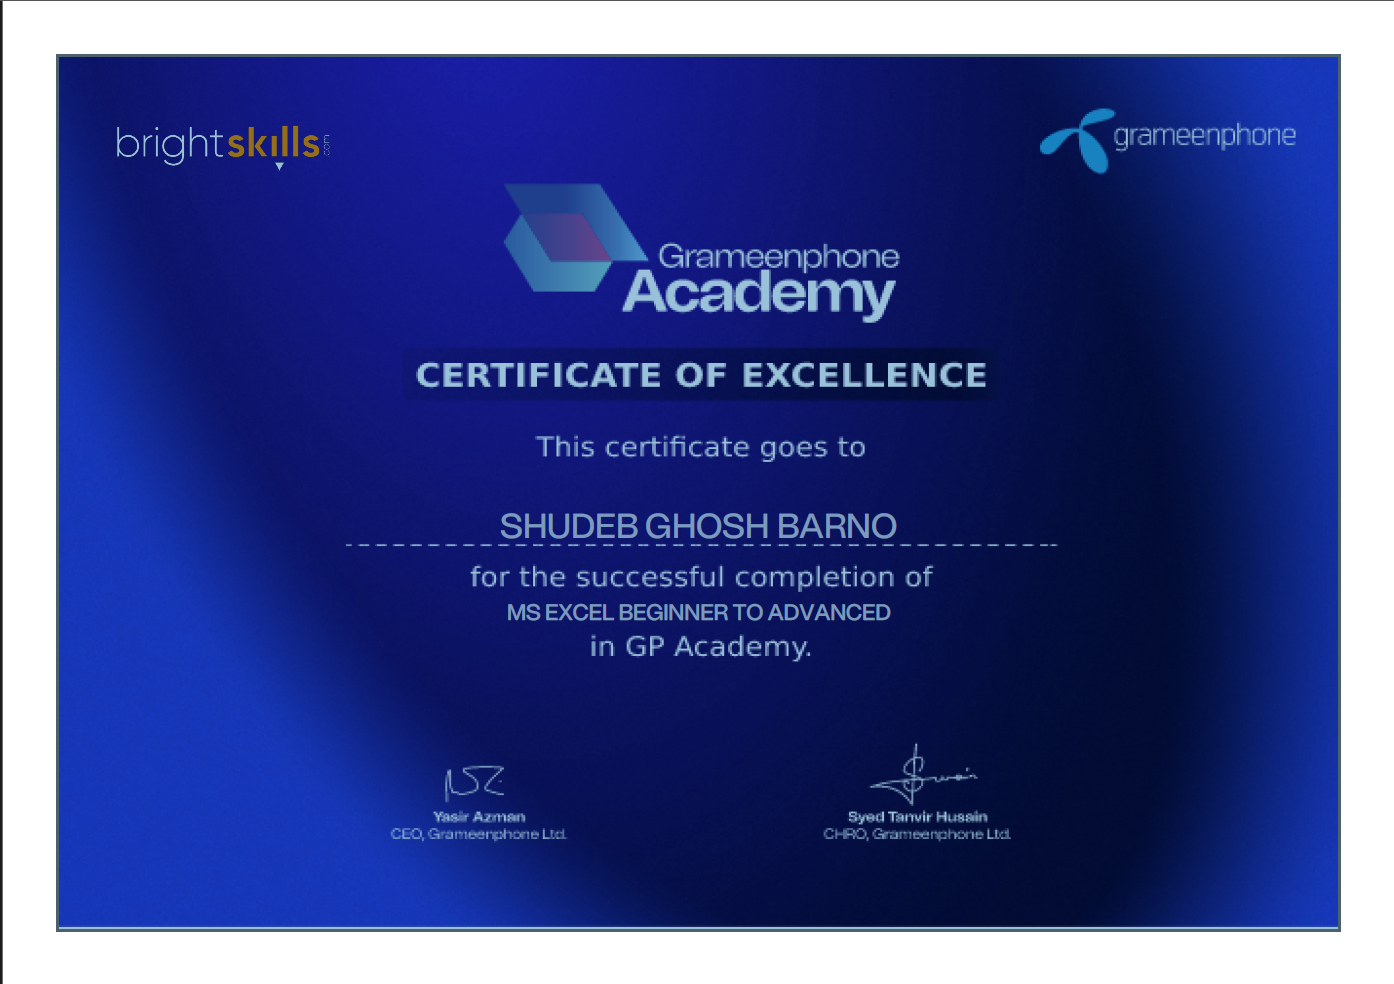 brightskills.com
grameenphone
Grameenphone
Academy
CERTIFICATE OF EXCELLENCE
This certificate goes to
SHUDEB GHOSH BARNO
for the successful completion of
MS EXCEL BEGINNER TO ADVANCED
in GP Academy.
Yasir Azman
CEO, Grameenphone Ltd.
Syed Tanvir Husain
CHRO, Grameenphone Ltd.